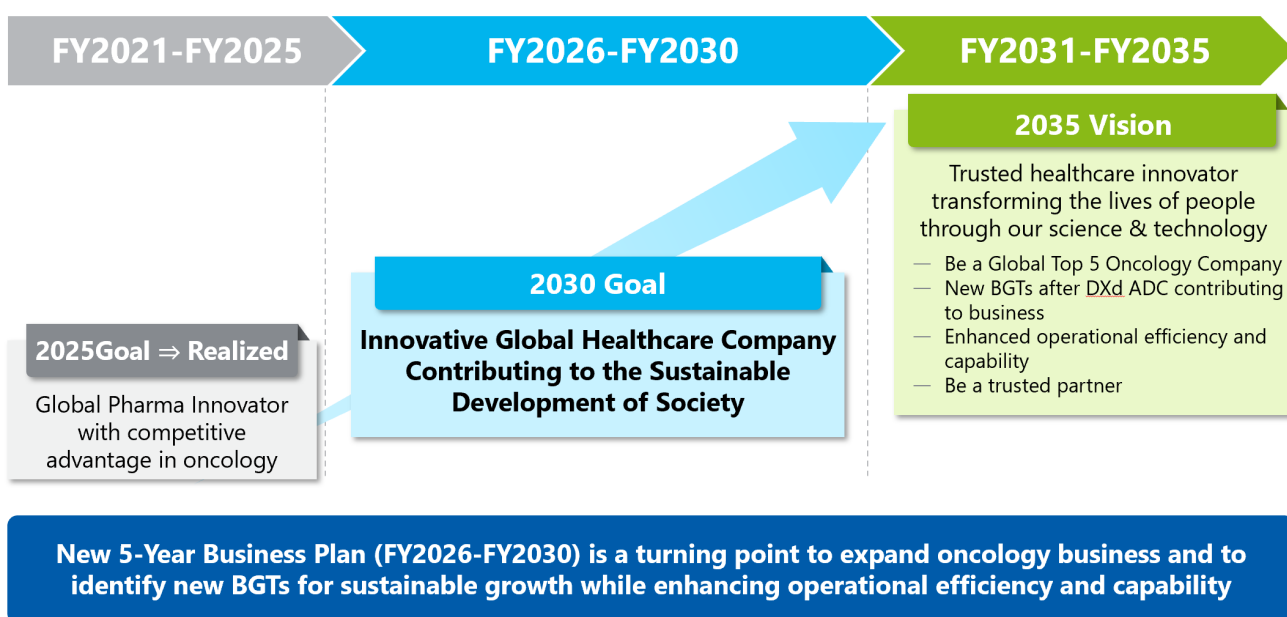 FY2021-FY2025
FY2026-FY2030
FY2031-FY2035
2025Goal ⇒ Realized
Global Pharma Innovator
with competitive
advantage in oncology
2030 Goal
Innovative Global Healthcare Company
Contributing to the Sustainable
Development of Society
2035 Vision
Trusted healthcare innovator
transforming the lives of people
through our science & technology
— Be a Global Top 5 Oncology Company
— New BGTs after DXd ADC contributing
to business
— Enhanced operational efficiency and
capability
— Be a trusted partner
New 5-Year Business Plan (FY2026-FY2030) is a turning point to expand oncology business and to
identify new BGTs for sustainable growth while enhancing operational efficiency and capability